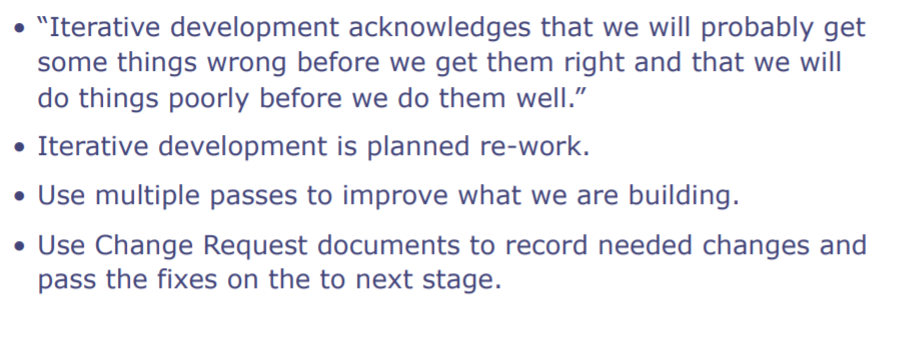 • “Iterative development acknowledges that we will probably get
some things wrong before we get them right and that we will
do things poorly before we do them well.”
• Iterative development is planned re-work.
• Use multiple passes to improve what we are building.
• Use Change Request documents to record needed changes and
pass the fixes on the to next stage.